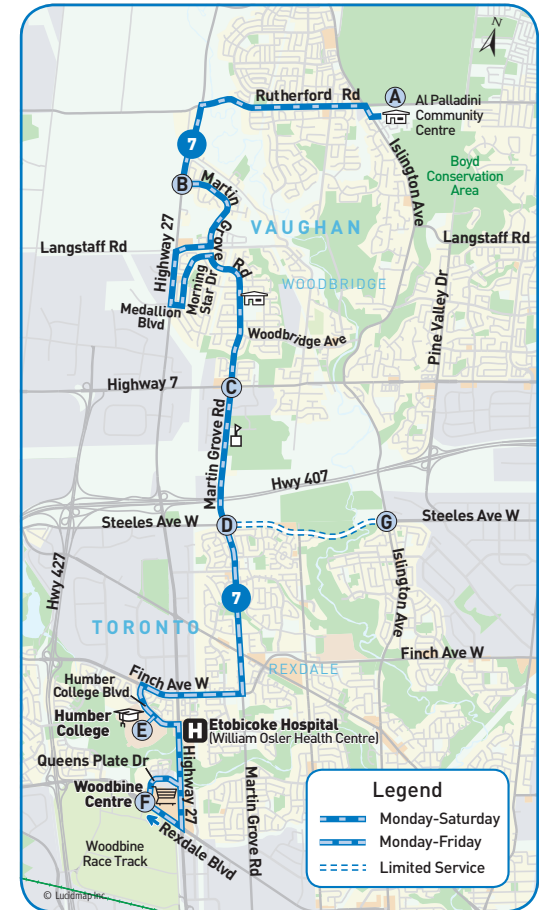 N
Rutherford Rd
A
Al Palladini
Community
Centre
7
Islington Ave
Boyd
Conservation
Area
B
Martin
Grove
Rd
VAUGHAN
Highway 27
Langstaff Rd
Langstaff Rd
Morning
Star Dr
WOODBRIDGE
Medallion
Blvd
Pine Valley Dr
Woodbridge Ave
Highway 7
C
Martin Grove Rd
Hwy 407
Steeles Ave W
D
G
Steeles Ave W
Hwy 427
Islington Ave
7
TORONTO
Finch Ave W
REXDALE
Finch Ave W
Humber
College Blvd
Humber
College
E
H
Etobicoke Hospital
(William Osler Health Centre)
Queens Plate Dr
Highway 27
Woodbine
Centre
F
Martin Grove Rd
Rexdale Blvd
Woodbine
Race Track
Legend
Monday-Saturday
Monday-Friday
Limited Service
© Lucidmap Inc.